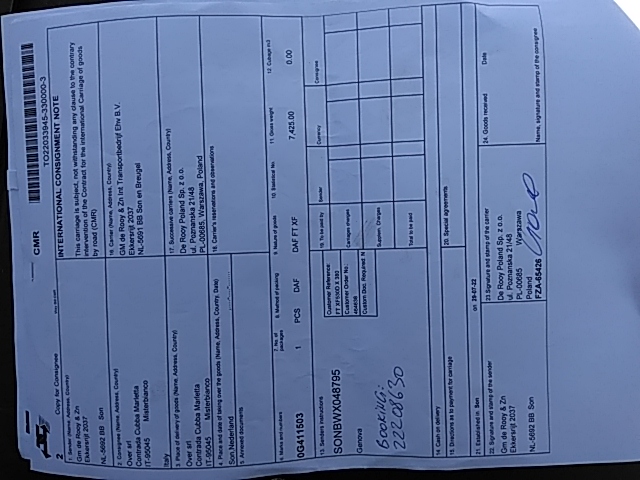 CMR
TO22033945-330000-3
2 Copy for Consignee
INTERNATIONAL CONSIGNMENT NOTE
This carriage is subject, not withstanding any clause to the contrary
intervention of the Contract for the international Carriage of goods
by road (CMR)
1. Sender (Name, Address, Country)
Gm de Rooy & Zn
Ekkersrijt 2037
NL-5692 BB Son
16. Carrier (Name, Address, Country)
GM de Rooy & Zn Int Transportbedrijf Ehv B.V.
Ekkersrij 2037
NL-5691 BB Son en Breugel
2. Consignee (Name, Address, Country)
Over srl
Contrada Cubba Marletta
IT-95045 Misterbianco
Italy
17. Successive carriers (Name, Address, Country)
De Rooy Poland Sp. z o.o.
ul. Poznanska 21/48
PL-00685, Warszawa, Poland
3. Place of delivery of goods (Name, Address, Country)
Over srl
Contrada Cubba Marletta
IT-95045 Misterbianco
18. Carrier's reservations and observations
4. Place and date of taking over the goods (Name, Address, Country, Date)
Son,Nederland
5. Annexed documents
6. Marks and numbers
7. No. of packages
8. Method of packing
9. Nature of goods
10. Statistical No.
11. Gross weight
12. Cubage m3
0G411503 1 PCS DAF DAF FT XF 7,425.00 0.00
13. Senders instructions
SONBWX048795
Genova
BOOKING:
22208630
Customer Reference
Customer Order No.
Custom Doc. Required N
19. To be paid by Sender Currency Consignee
Carriage charges
Supplem. Charges
Total to be paid
14. Cash on delivery
15. Directions as to payment for carriage
20. Special agreements
21. Established in Son on 29-07-22
22. Signature and stamp of the sender
Gm de Rooy & Zn
Ekkersrijt 2037
NL-5692 BB Son
23. Signature and stamp of the carrier
De Rooy Poland Sp. z o.o.
ul. Poznanska 21/48
PL-00685 Warszawa
Poland
FZA-65426
24. Goods received Date
Name, signature and stamp of the consignee